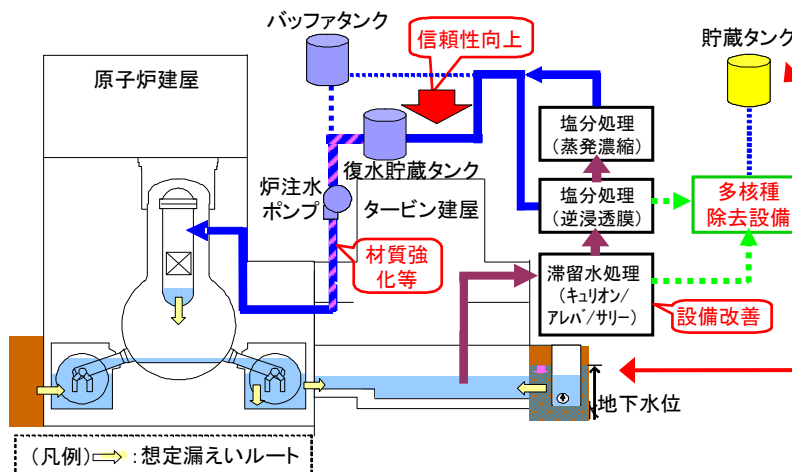 バッファタンク
信頼性向上
貯蔵タンク
原子炉建屋
塩分処理
(蒸発濃縮)
復水貯蔵タンク
炉注水
ポンプ
タービン建屋
塩分処理
(逆浸透膜)
多核種
除去設備
材質強
化等
滞留水処理
(キュリオン/
アレバ/サリー)
設備改善
地下水位
(凡例)
:想定漏えいルート